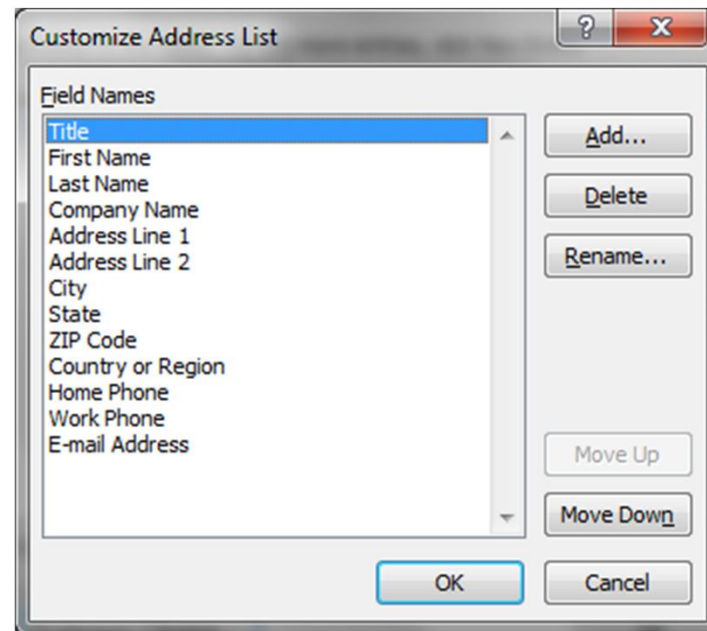 Customize Address List
?
Field Names
Title
First Name
Last Name
Company Name
Address Line 1
Address Line 2
City
State
ZIP Code
Country or Region
Home Phone
Work Phone
E-mail Address
Add...
Delete
Rename...
Move Up
Move Down
OK
Cancel